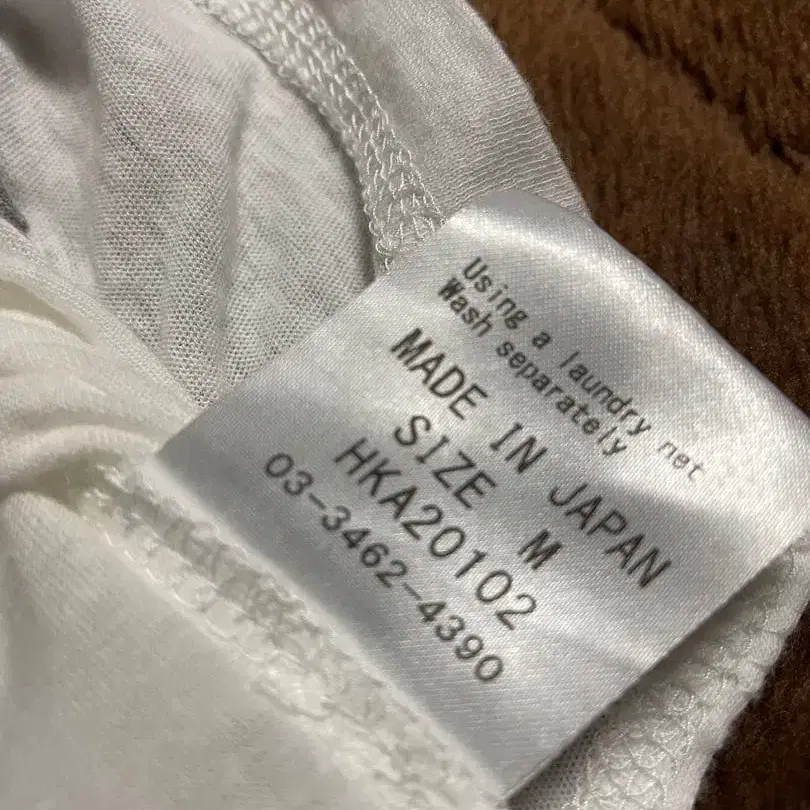 Using a laundry net
Wash separately
MADE IN JAPAN
SIZE M
HKA20102
03-3462-4390